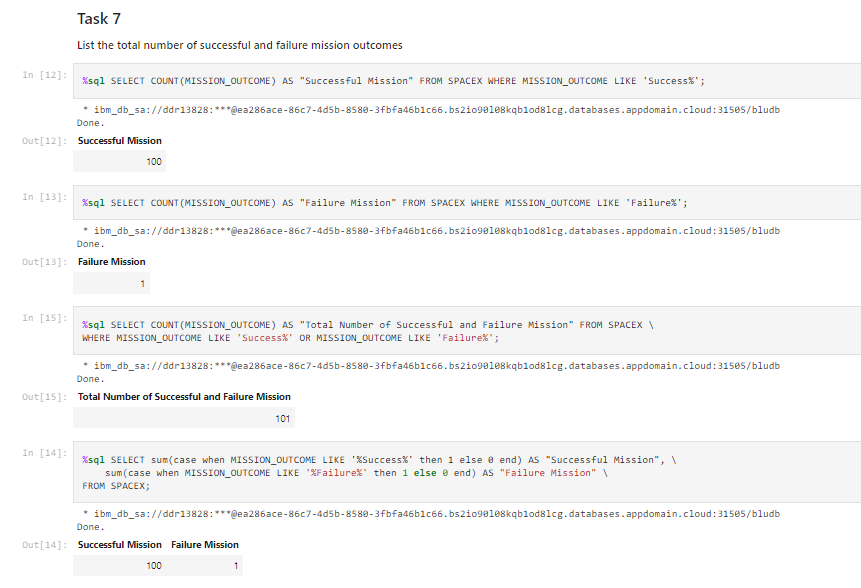 Task 7
List the total number of successful and failure mission outcomes
In [12]: %sql SELECT COUNT(MISSION_OUTCOME) AS "Successful Mission" FROM SPACEX WHERE MISSION_OUTCOME LIKE 'Success%';
* ibm_db_sa://ddr13828:***@ea286ace-86c7-4d5b-8580-3fbfa46b1c66.bs2io90l08kqb1od8lcg.databases.appdomain.cloud:31505/bludb
Done.
Out[12]: Successful Mission
100
In [13]: %sql SELECT COUNT(MISSION_OUTCOME) AS "Failure Mission" FROM SPACEX WHERE MISSION_OUTCOME LIKE 'Failure%';
* ibm_db_sa://ddr13828:***@ea286ace-86c7-4d5b-8580-3fbfa46b1c66.bs2io90l08kqb1od8lcg.databases.appdomain.cloud:31505/bludb
Done.
Out[13]: Failure Mission
1
In [15]: %sql SELECT COUNT(MISSION_OUTCOME) AS "Total Number of Successful and Failure Mission" FROM SPACEX \
WHERE MISSION_OUTCOME LIKE 'Success%' OR MISSION_OUTCOME LIKE 'Failure%';
* ibm_db_sa://ddr13828:***@ea286ace-86c7-4d5b-8580-3fbfa46b1c66.bs2io90l08kqb1od8lcg.databases.appdomain.cloud:31505/bludb
Done.
Out[15]: Total Number of Successful and Failure Mission
101
In [14]: %sql SELECT sum(case when MISSION_OUTCOME LIKE '%Success%' then 1 else 0 end) AS "Successful Mission", \
sum(case when MISSION_OUTCOME LIKE '%Failure%' then 1 else 0 end) AS "Failure Mission" \
FROM SPACEX;
* ibm_db_sa://ddr13828:***@ea286ace-86c7-4d5b-8580-3fbfa46b1c66.bs2io90l08kqb1od8lcg.databases.appdomain.cloud:31505/bludb
Done.
Out[14]: Successful Mission Failure Mission
100 1